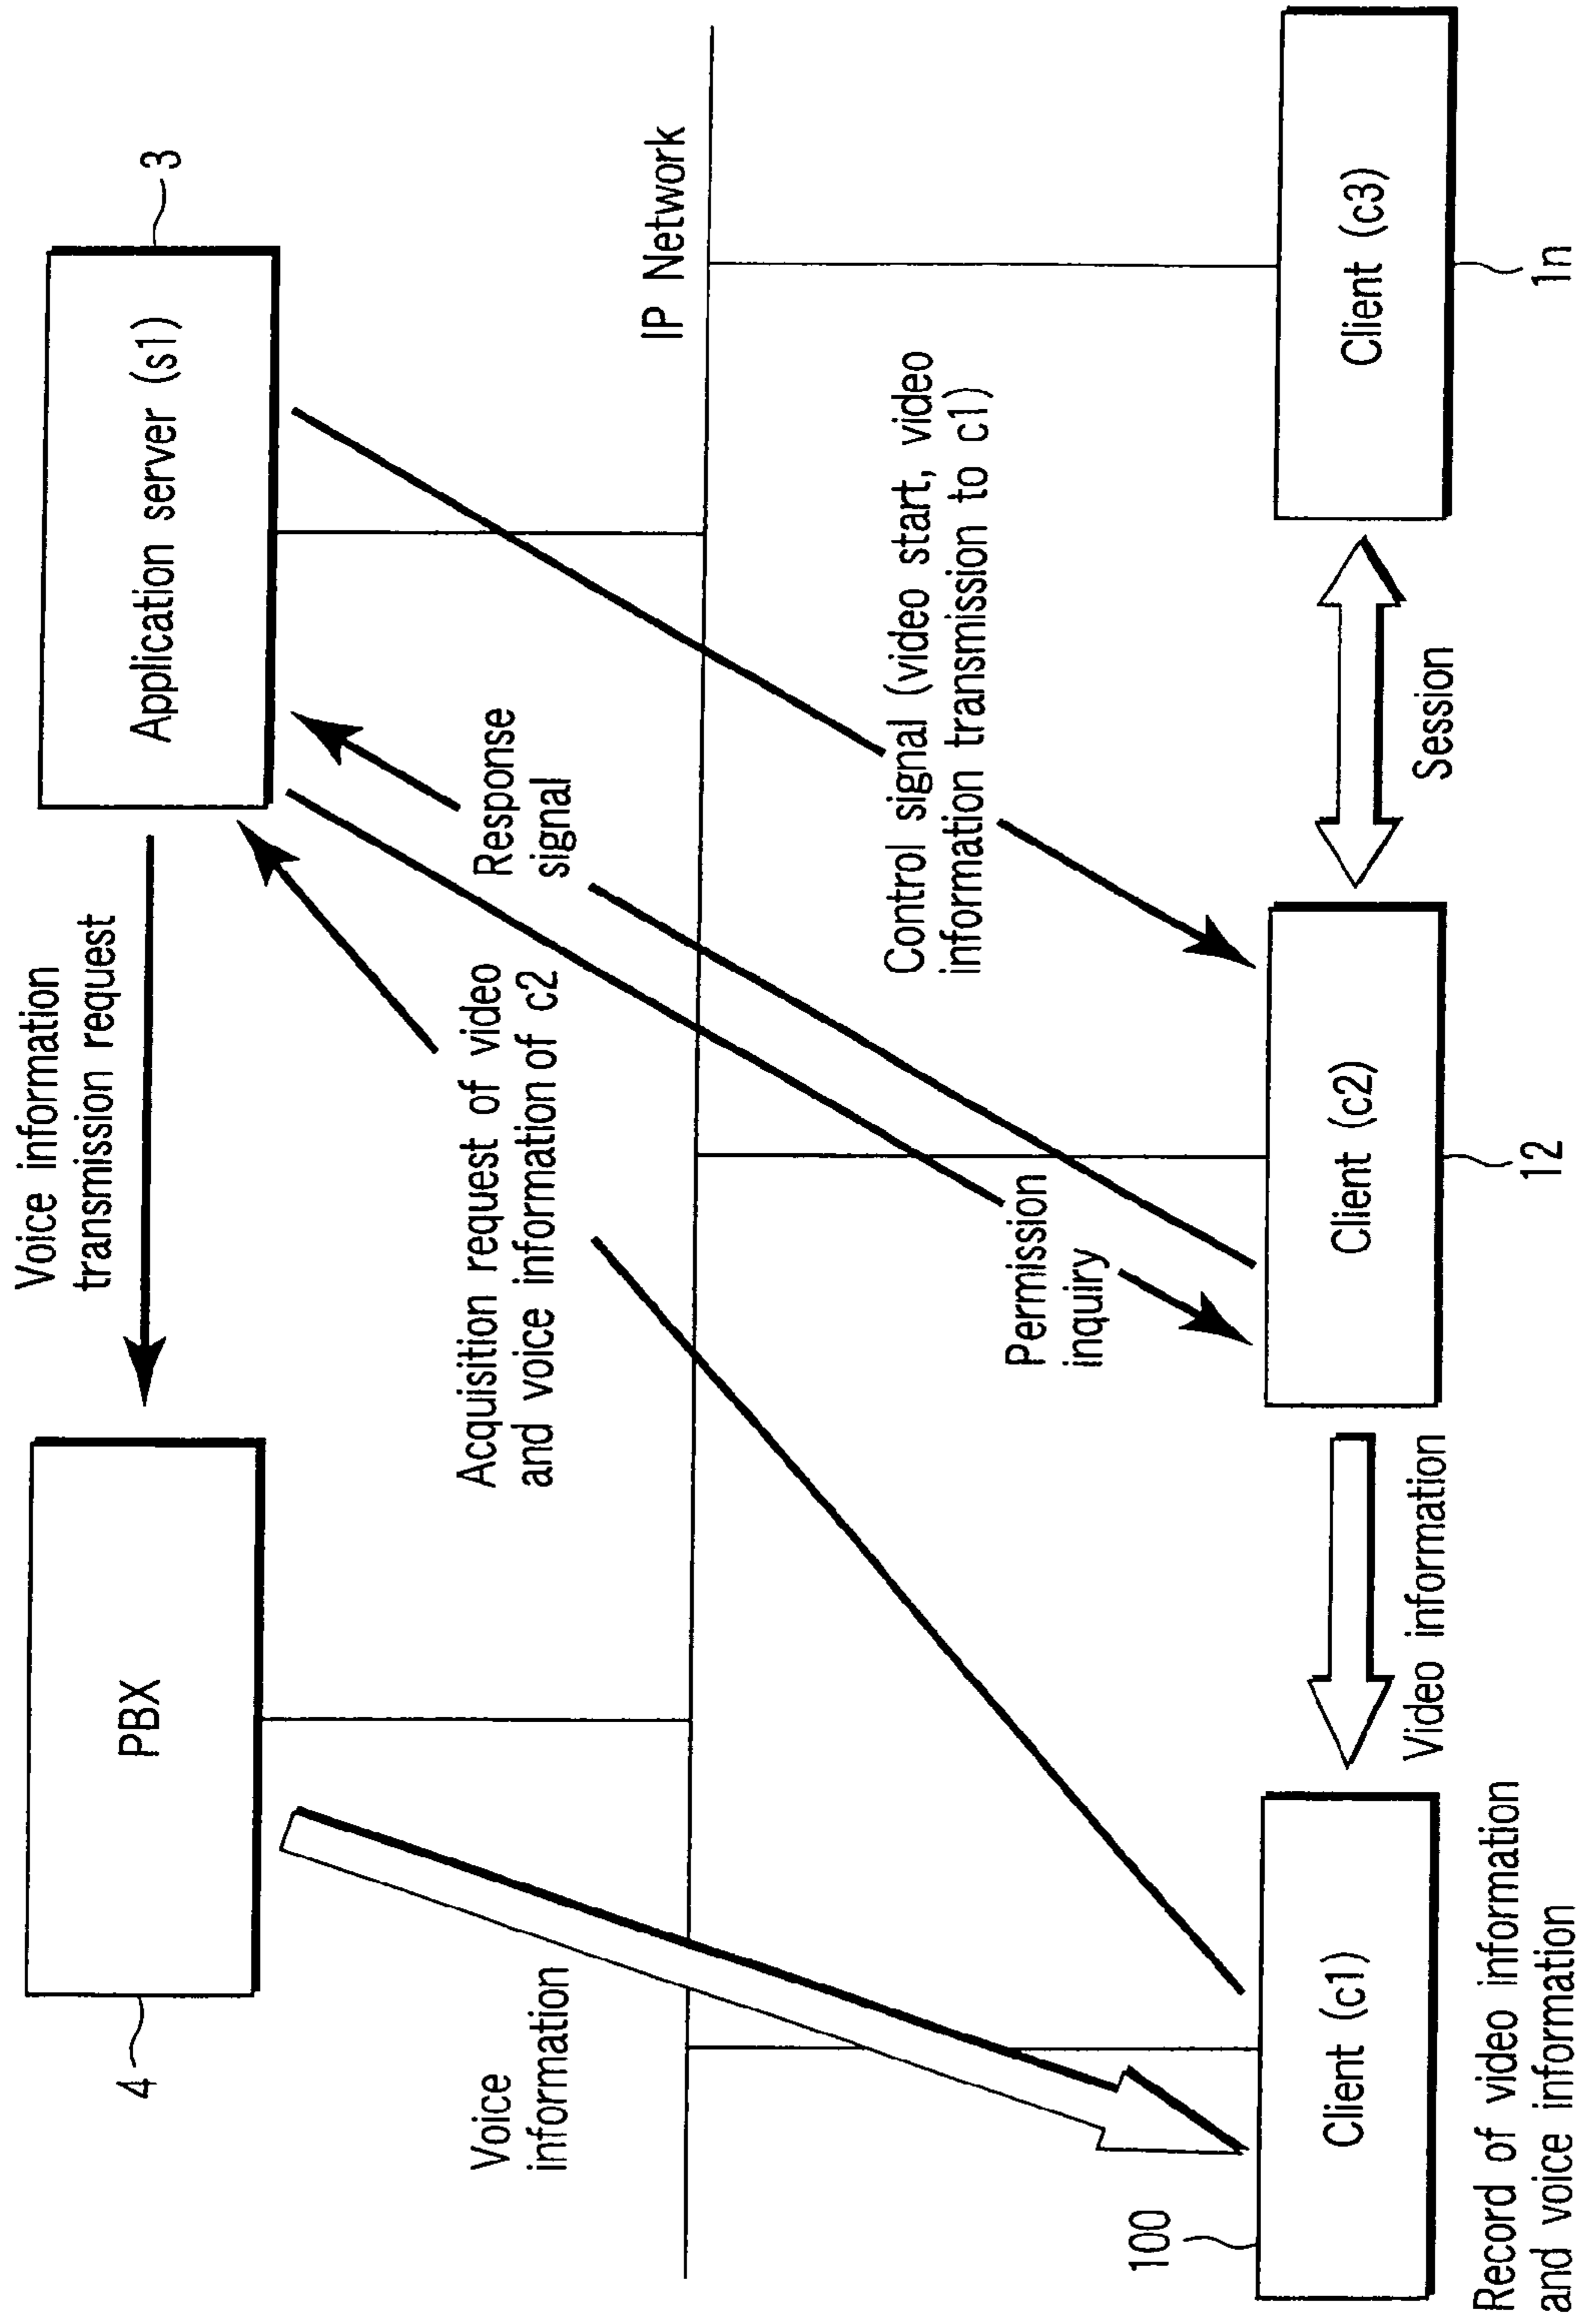 Voice information
transmission request
4
PBX
Application server (s1)
3
Voice
information
Acquisition request of video
and voice information of c2
Response
signal
IP Network
Permission
inquiry
Control signal (video start, video
information transmission to c1)
100
Client (c1)
Client (c2)
Client (c3)
Video information
12
Session
1n
Record of video information
and voice information